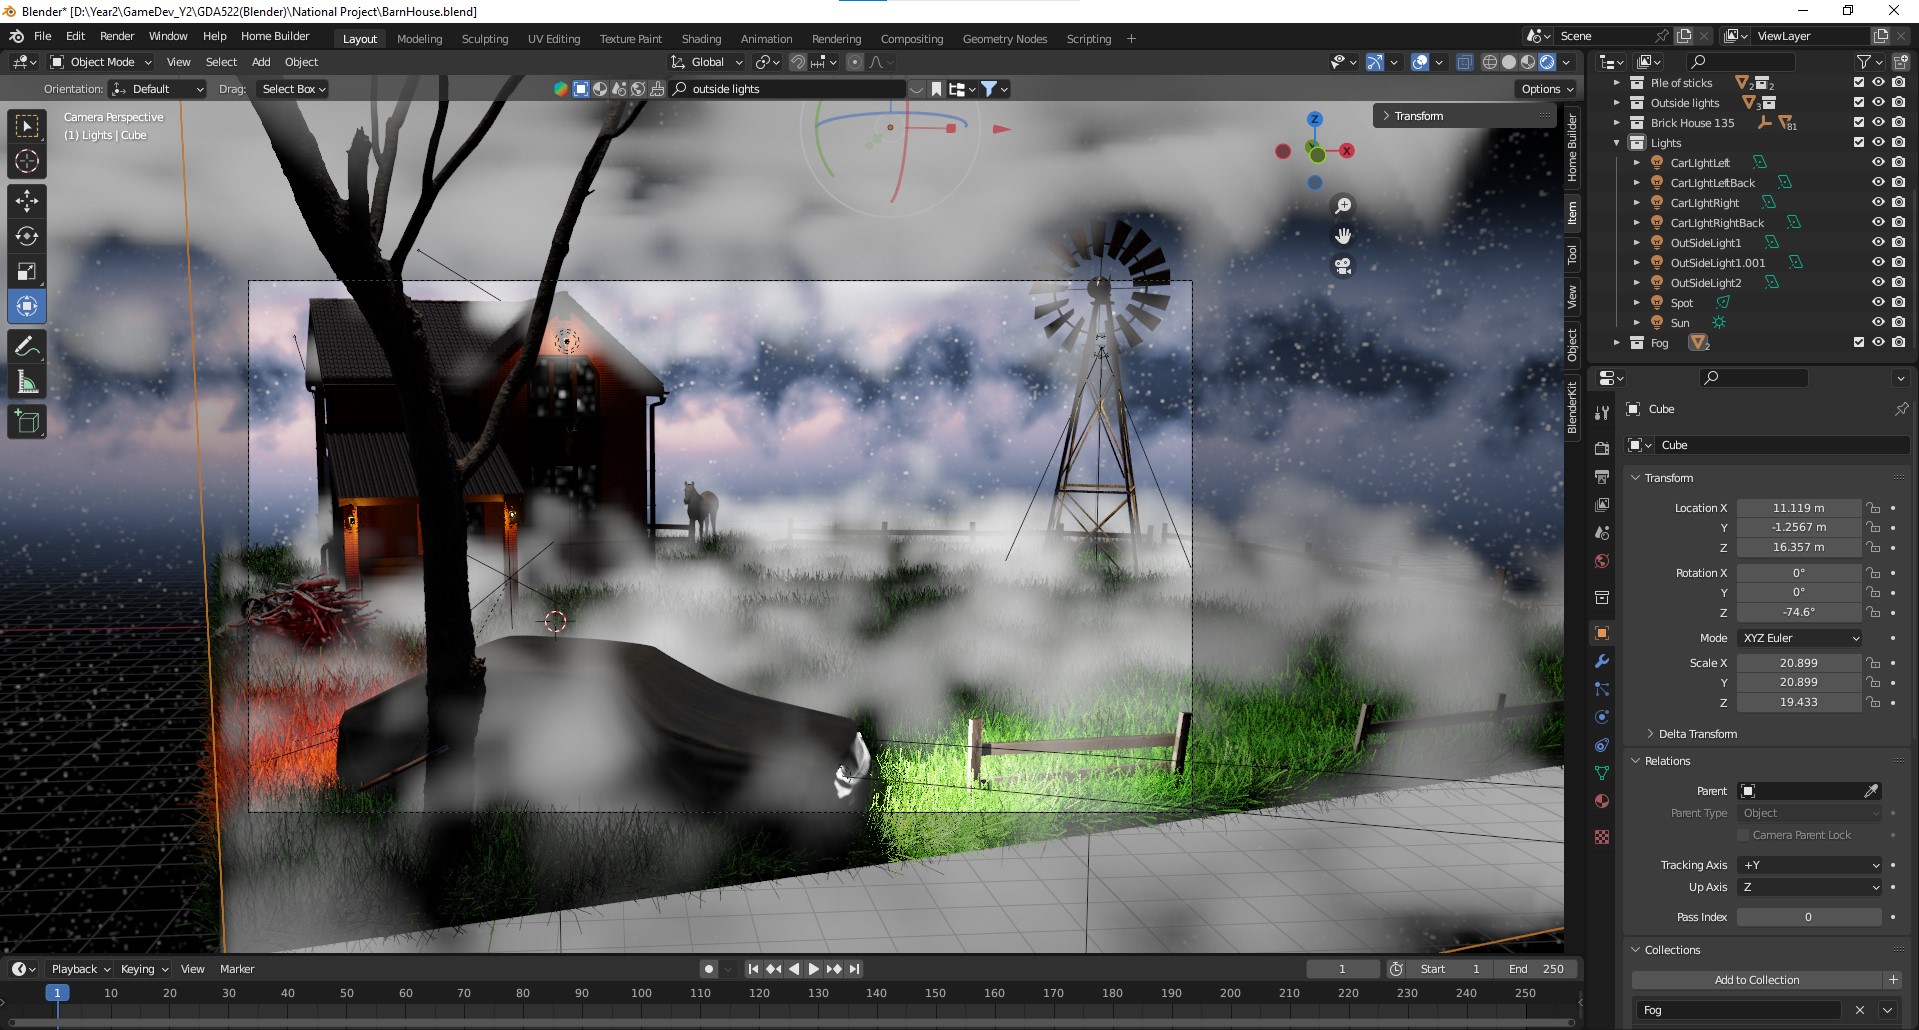 Blender* [D:\Year2\GameDev_Y2\GDA522(Blender)\National Project\BarnHouse.blend]
File Edit Render Window Help Home Builder Layout Modeling Sculpting UV Editing Texture Paint Shading Animation Rendering Compositing Geometry Nodes Scripting + Scene ViewLayer
Object Mode View Select Add Object Global
Orientation: Default Drag: Select Box outside lights Options
Camera Perspective
(1) Lights | Cube
Transform
Z
X
Home Builder
Item
Tool
View
Object
BlenderKit
Pile of sticks 2 2
Outside lights 3
Brick House 135 81
Lights
CarLIghtLeft
CarLIghtLeftBack
CarLIghtRight
CarLIghtRightBack
OutSideLight1
OutSideLight1.001
OutSideLight2
Spot
Sun
Fog 2
Cube
Cube
Transform
Location X 11.119 m
Y -1.2567 m
Z 16.357 m
Rotation X 0°
Y 0°
Z -74.6°
Mode XYZ Euler
Scale X 20.899
Y 20.899
Z 19.433
Delta Transform
Relations
Parent
Parent Type Object
Camera Parent Lock
Tracking Axis +Y
Up Axis Z
Pass Index 0
Collections
Add to Collection +
Fog
Playback Keying View Marker 1 Start 1 End 250
1 10 20 30 40 50 60 70 80 90 100 110 120 130 140 150 160 170 180 190 200 210 220 230 240 250